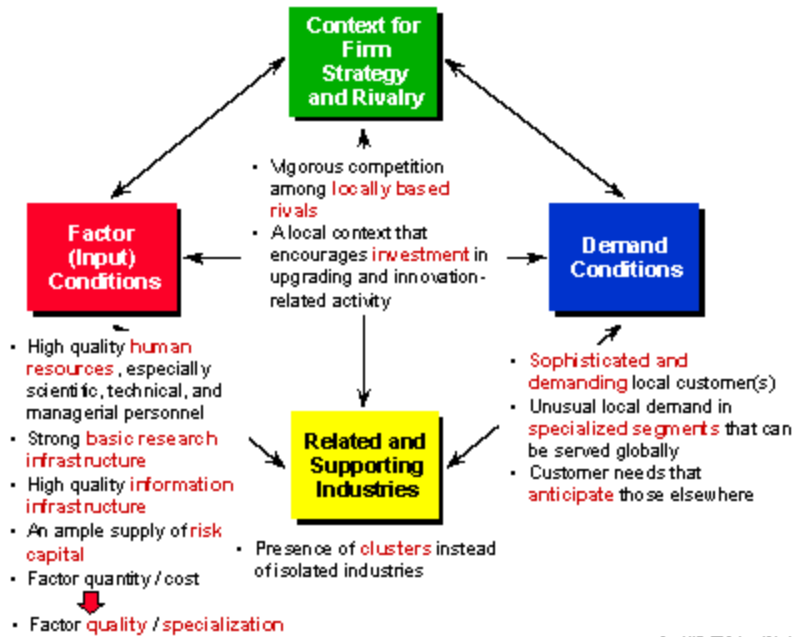 Context for
Firm
Strategy
and Rivalry
• Vigorous competition
among locally based
rivals
• A local context that
encourages investment in
upgrading and innovation-
related activity
Factor
(Input)
Conditions
Demand
Conditions
• High quality human
resources, especially
scientific, technical, and
managerial personnel
• Strong basic research
infrastructure
• High quality information
infrastructure
• An ample supply of risk
capital
• Factor quantity / cost
• Factor quality / specialization
Related and
Supporting
Industries
• Presence of clusters instead
of isolated industries
• Sophisticated and
demanding local customer(s)
• Unusual local demand in
specialized segments that can
be served globally
• Customer needs that
anticipate those elsewhere